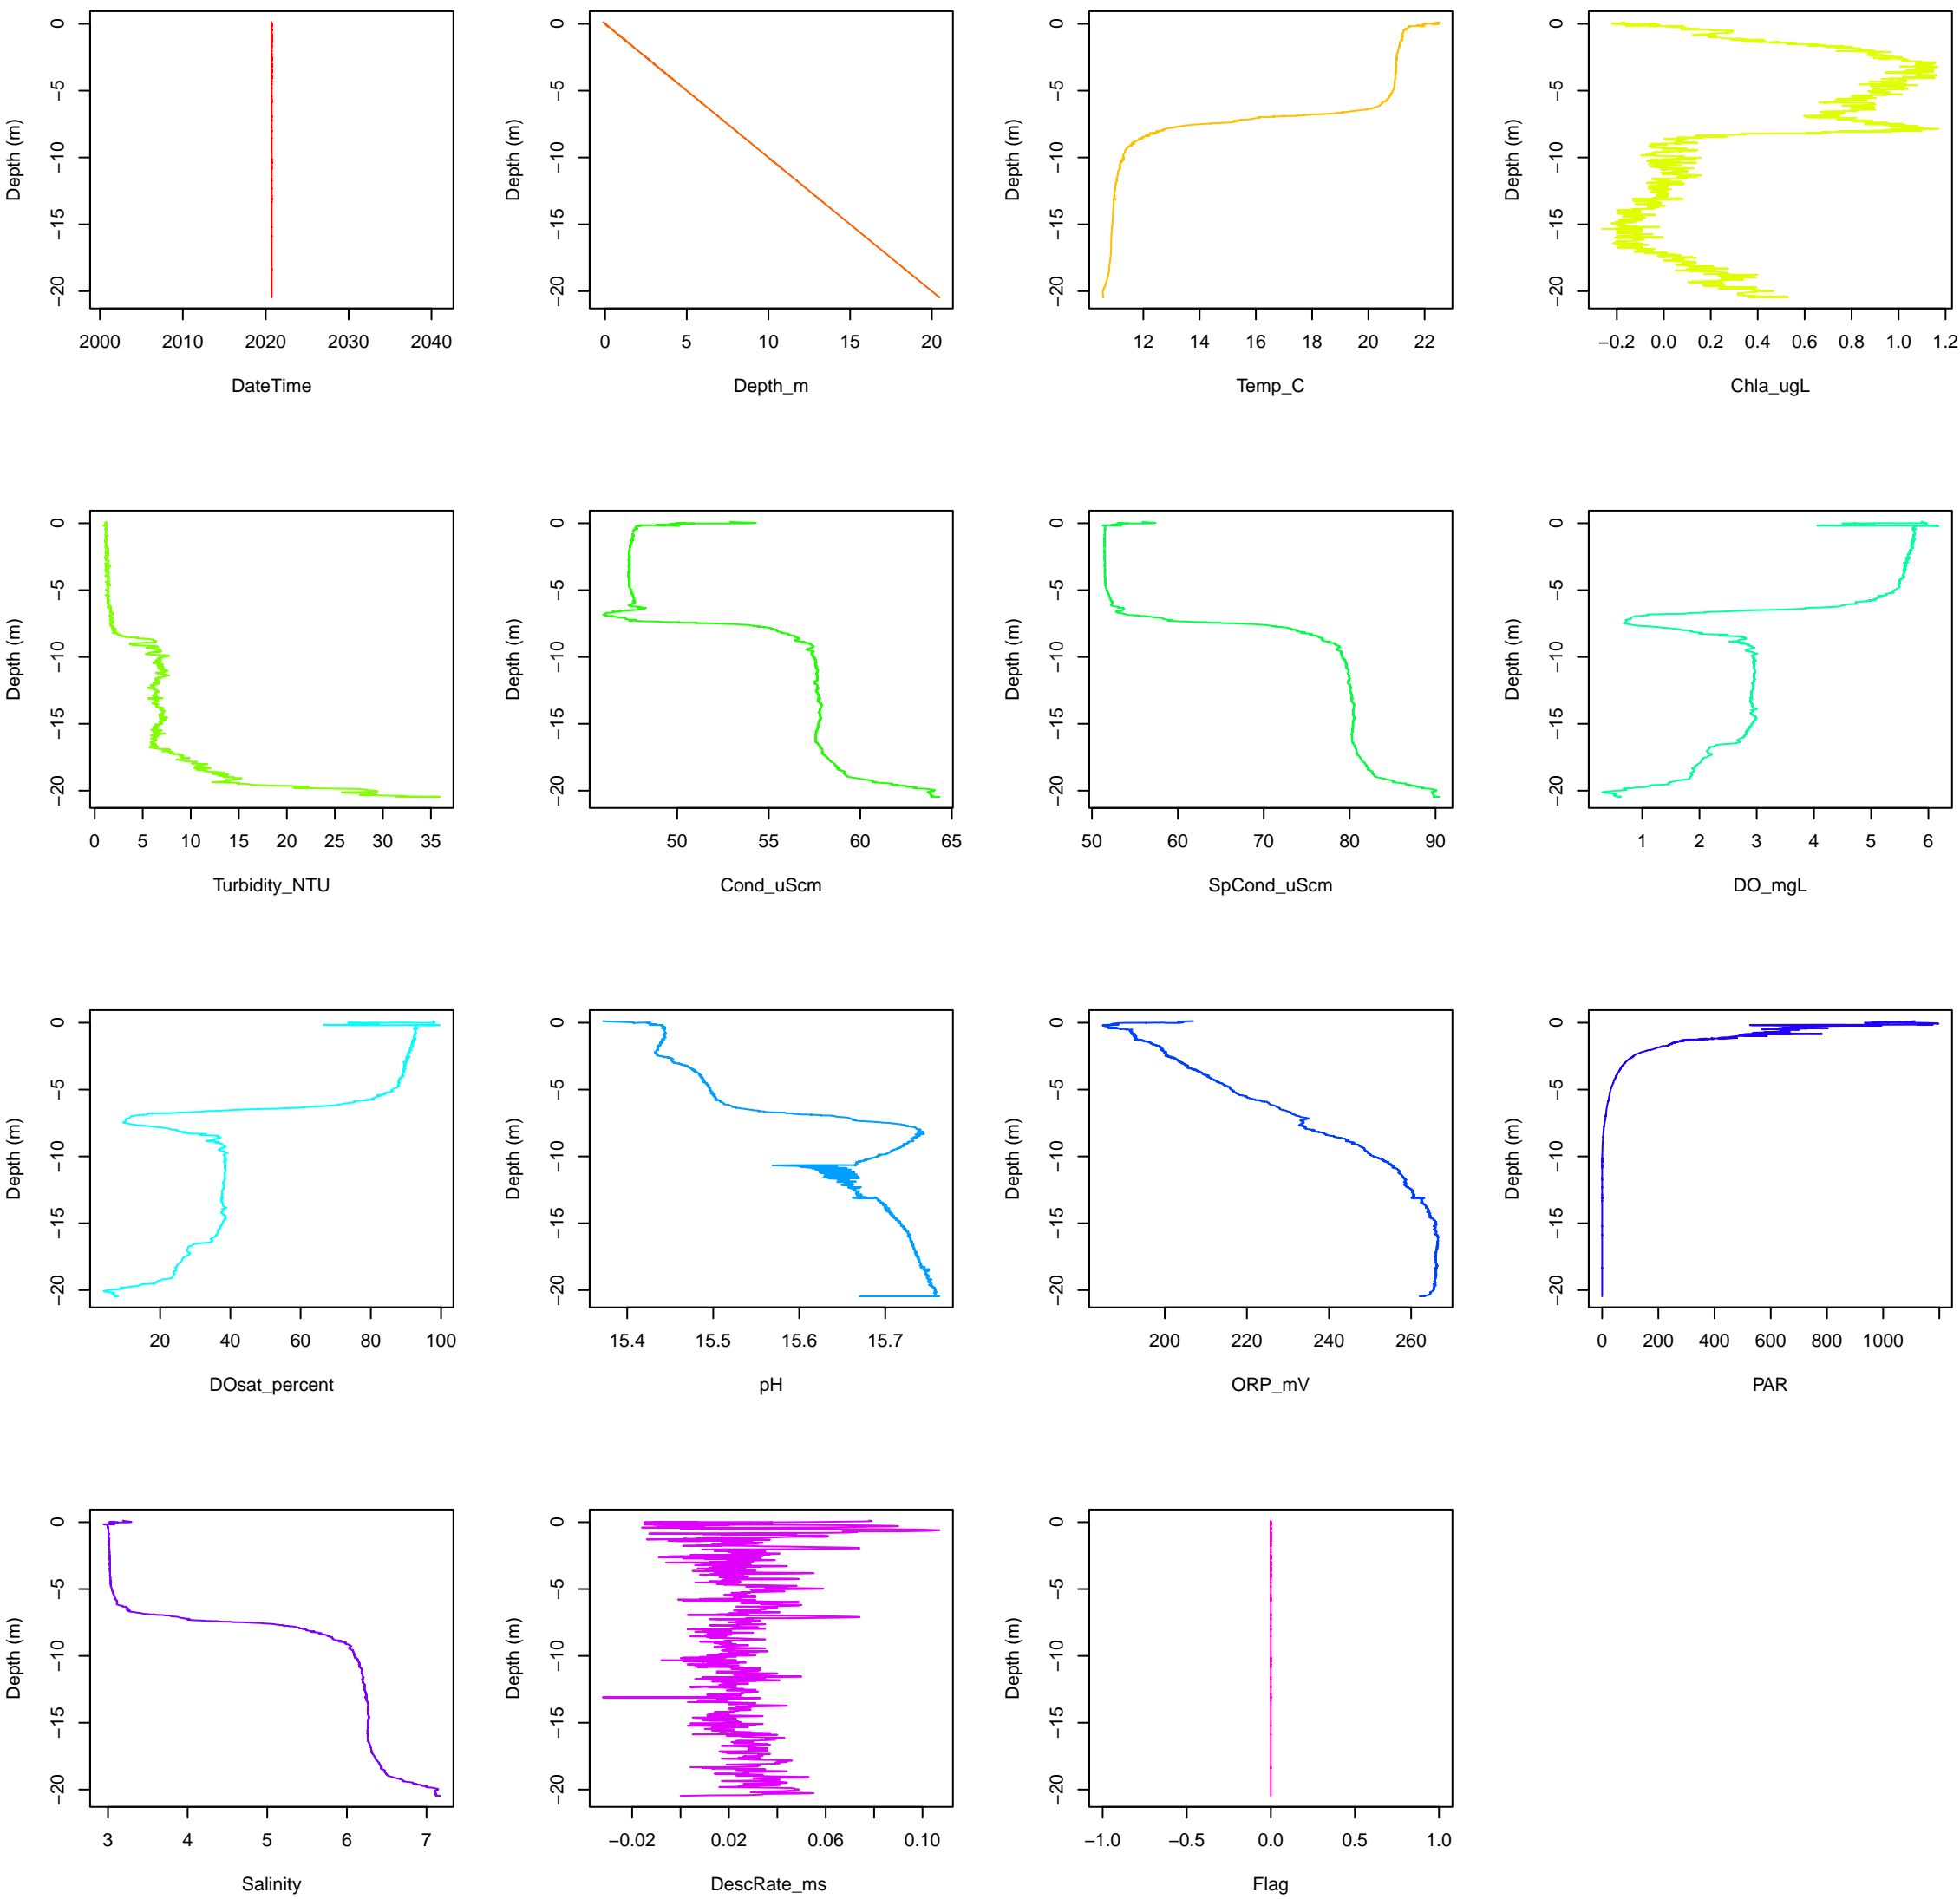 Depth (m)
0
−5
−10
−15
−20
2000 2010 2020 2030 2040
DateTime
Depth (m)
0
−5
−10
−15
−20
0 5 10 15 20
Depth_m
Depth (m)
0
−5
−10
−15
−20
12 14 16 18 20 22
Temp_C
Depth (m)
0
−5
−10
−15
−20
−0.2 0.0 0.2 0.4 0.6 0.8 1.0 1.2
Chla_ugL
Depth (m)
0
−5
−10
−15
−20
0 5 10 15 20 25 30 35
Turbidity_NTU
Depth (m)
0
−5
−10
−15
−20
50 55 60 65
Cond_uScm
Depth (m)
0
−5
−10
−15
−20
50 60 70 80 90
SpCond_uScm
Depth (m)
0
−5
−10
−15
−20
1 2 3 4 5 6
DO_mgL
Depth (m)
0
−5
−10
−15
−20
20 40 60 80 100
DOsat_percent
Depth (m)
0
−5
−10
−15
−20
15.4 15.5 15.6 15.7
pH
Depth (m)
0
−5
−10
−15
−20
200 220 240 260
ORP_mV
Depth (m)
0
−5
−10
−15
−20
0 200 400 600 800 1000
PAR
Depth (m)
0
−5
−10
−15
−20
3 4 5 6 7
Salinity
Depth (m)
0
−5
−10
−15
−20
−0.02 0.02 0.06 0.10
DescRate_ms
Depth (m)
0
−5
−10
−15
−20
−1.0 −0.5 0.0 0.5 1.0
Flag